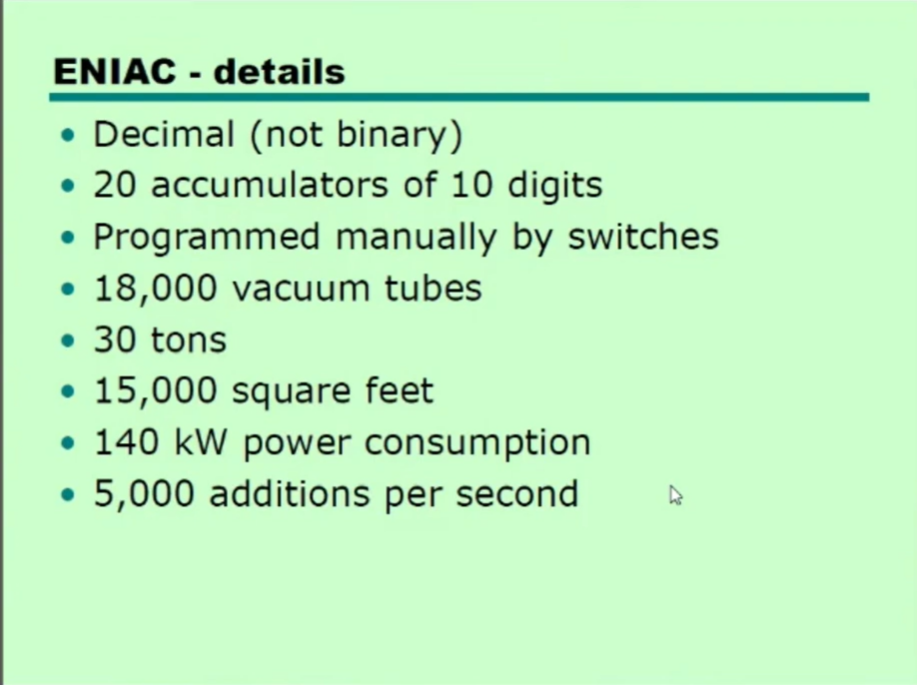 ENIAC - details
• Decimal (not binary)
• 20 accumulators of 10 digits
• Programmed manually by switches
• 18,000 vacuum tubes
• 30 tons
• 15,000 square feet
• 140 kW power consumption
• 5,000 additions per second